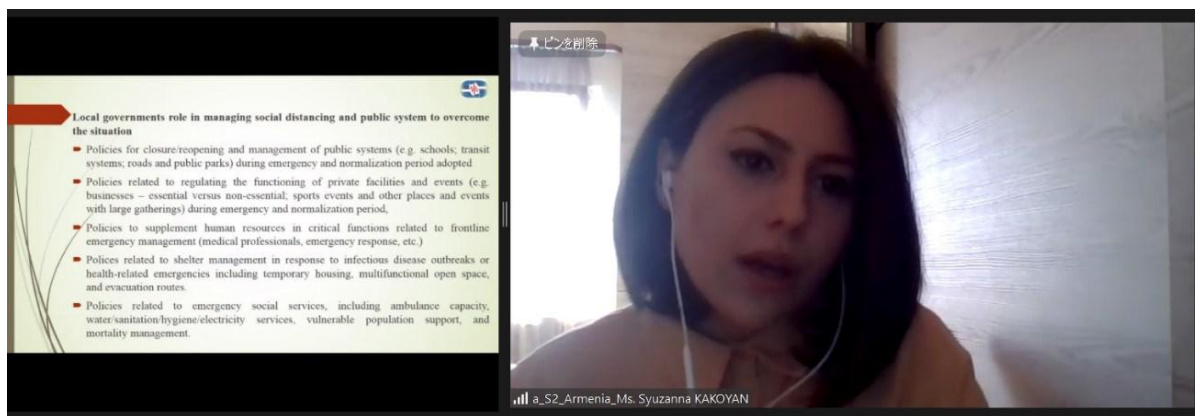 Local governments role in managing social distancing and public system to overcome
the situation
Policies for closure/reopening and management of public systems (e.g. schools; transit
systems; roads and public parks) during emergency and normalization period adopted
Policies related to regulating the functioning of private facilities and events (e.g.
businesses – essential versus non-essential; sports events and other places and events
with large gatherings) during emergency and normalization period,
Policies to supplement human resources in critical functions related to frontline
emergency management (medical professionals, emergency response, etc.)
Polices related to shelter management in response to infectious disease outbreaks or
health-related emergencies including temporary housing, multifunctional open space,
and evacuation routes.
Policies related to emergency social services, including ambulance capacity,
water/sanitation/hygiene/electricity services, vulnerable population support, and
mortality management.
ピンを削除
a_S2_Armenia_Ms. Syuzanna KAKOYAN